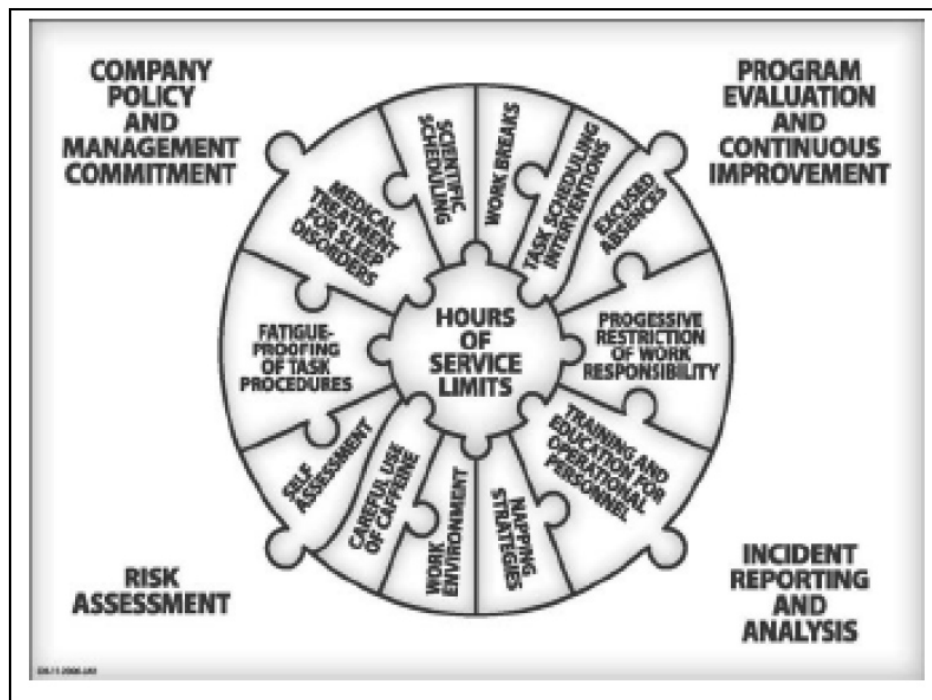 COMPANY
POLICY
AND
MANAGEMENT
COMMITMENT
PROGRAM
EVALUATION
AND
CONTINUOUS
IMPROVEMENT
SCIENTIFIC
SCHEDULING
WORK BREAKS
TASK SCHEDULING
INTERVENTIONS
EXCUSED
ABSENCES
MEDICAL
TREATMENT
FOR SLEEP
DISORDERS
HOURS
OF
SERVICE
LIMITS
FATIGUE-
PROOFING
OF TASK
PROCEDURES
PROGESSIVE
RESTRICTION
OF WORK
RESPONSIBILITY
SELF
ASSESSMENT
CAREFUL USE
OF CAFFEINE
WORK
ENVIRONMENT
NAPPING
STRATEGIES
TRAINING AND
EDUCATION FOR
OPERATIONAL
PERSONNEL
RISK
ASSESSMENT
INCIDENT
REPORTING
AND
ANALYSIS